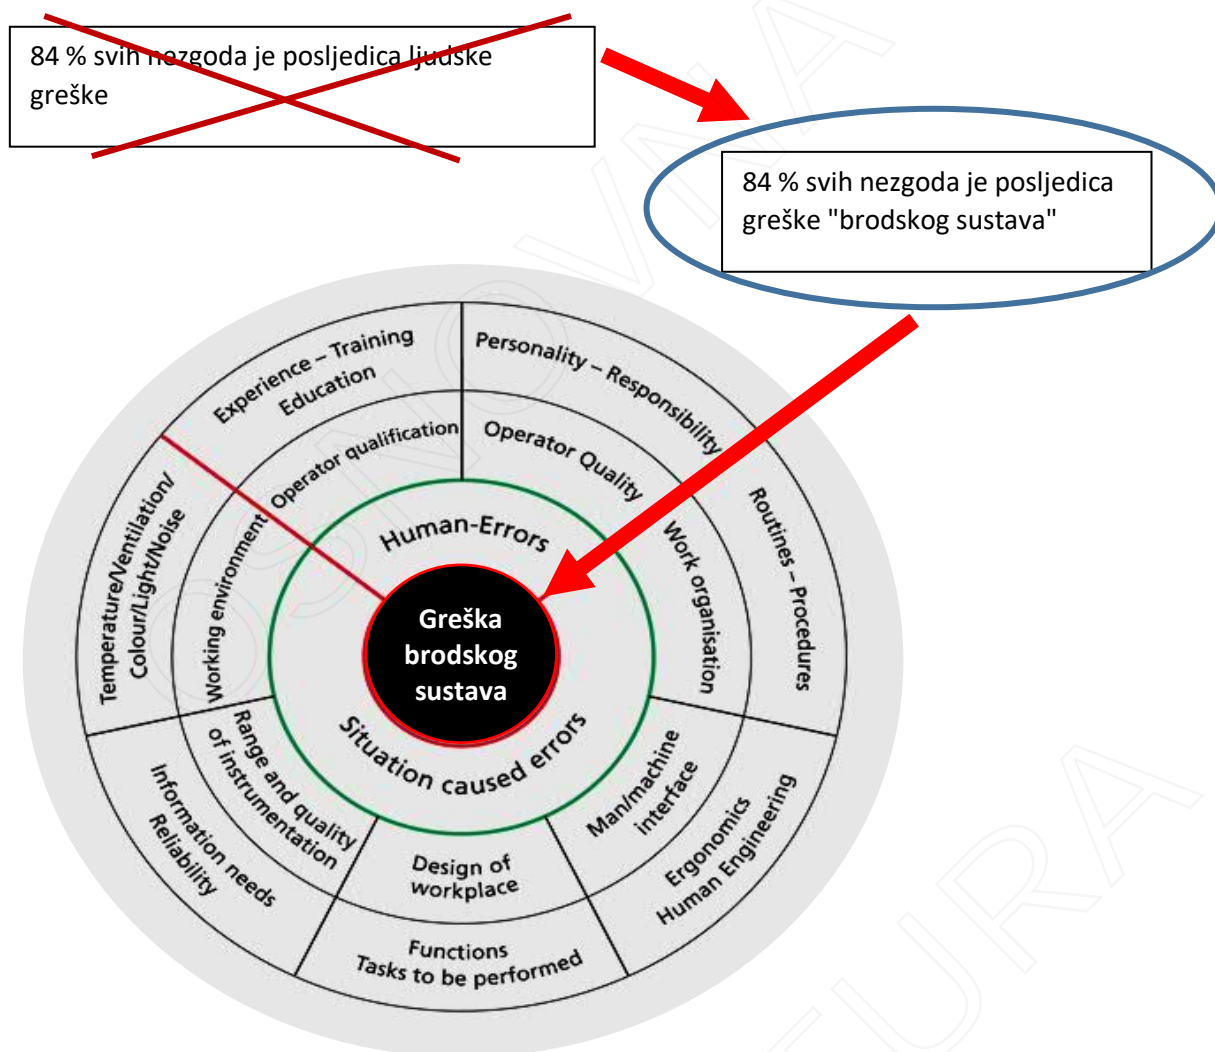 84 % svih nezgoda je posljedica ljudske
greške
84 % svih nezgoda je posljedica
greške "brodskog sustava"
Experience – Training
Education
Personality – Responsibility
Operator qualification
Operator Quality
Temperature/Ventilation/
Colour/Light/Noise
Working environment
Human-Errors
Work organisation
Routines – Procedures
Greška
brodskog
sustava
Situation caused errors
Range and quality
of instrumentation
Information needs
Reliability
Man/machine
interface
Ergonomics
Human Engineering
Design of
workplace
Functions
Tasks to be performed
OSNOVNA
TURA